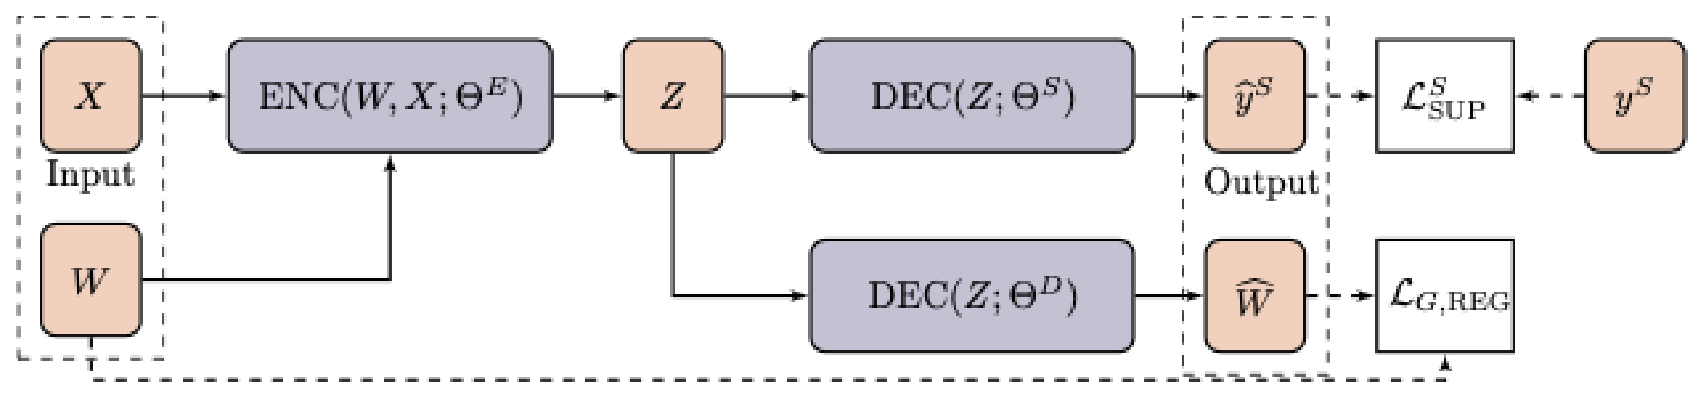 X
ENC(W, X; Θ^E)
Z
DEC(Z; Θ^S)
ŷ^S
ℒ^S_SUP
y^S
Input
Output
W
DEC(Z; Θ^D)
Ŵ
ℒ_G,REG